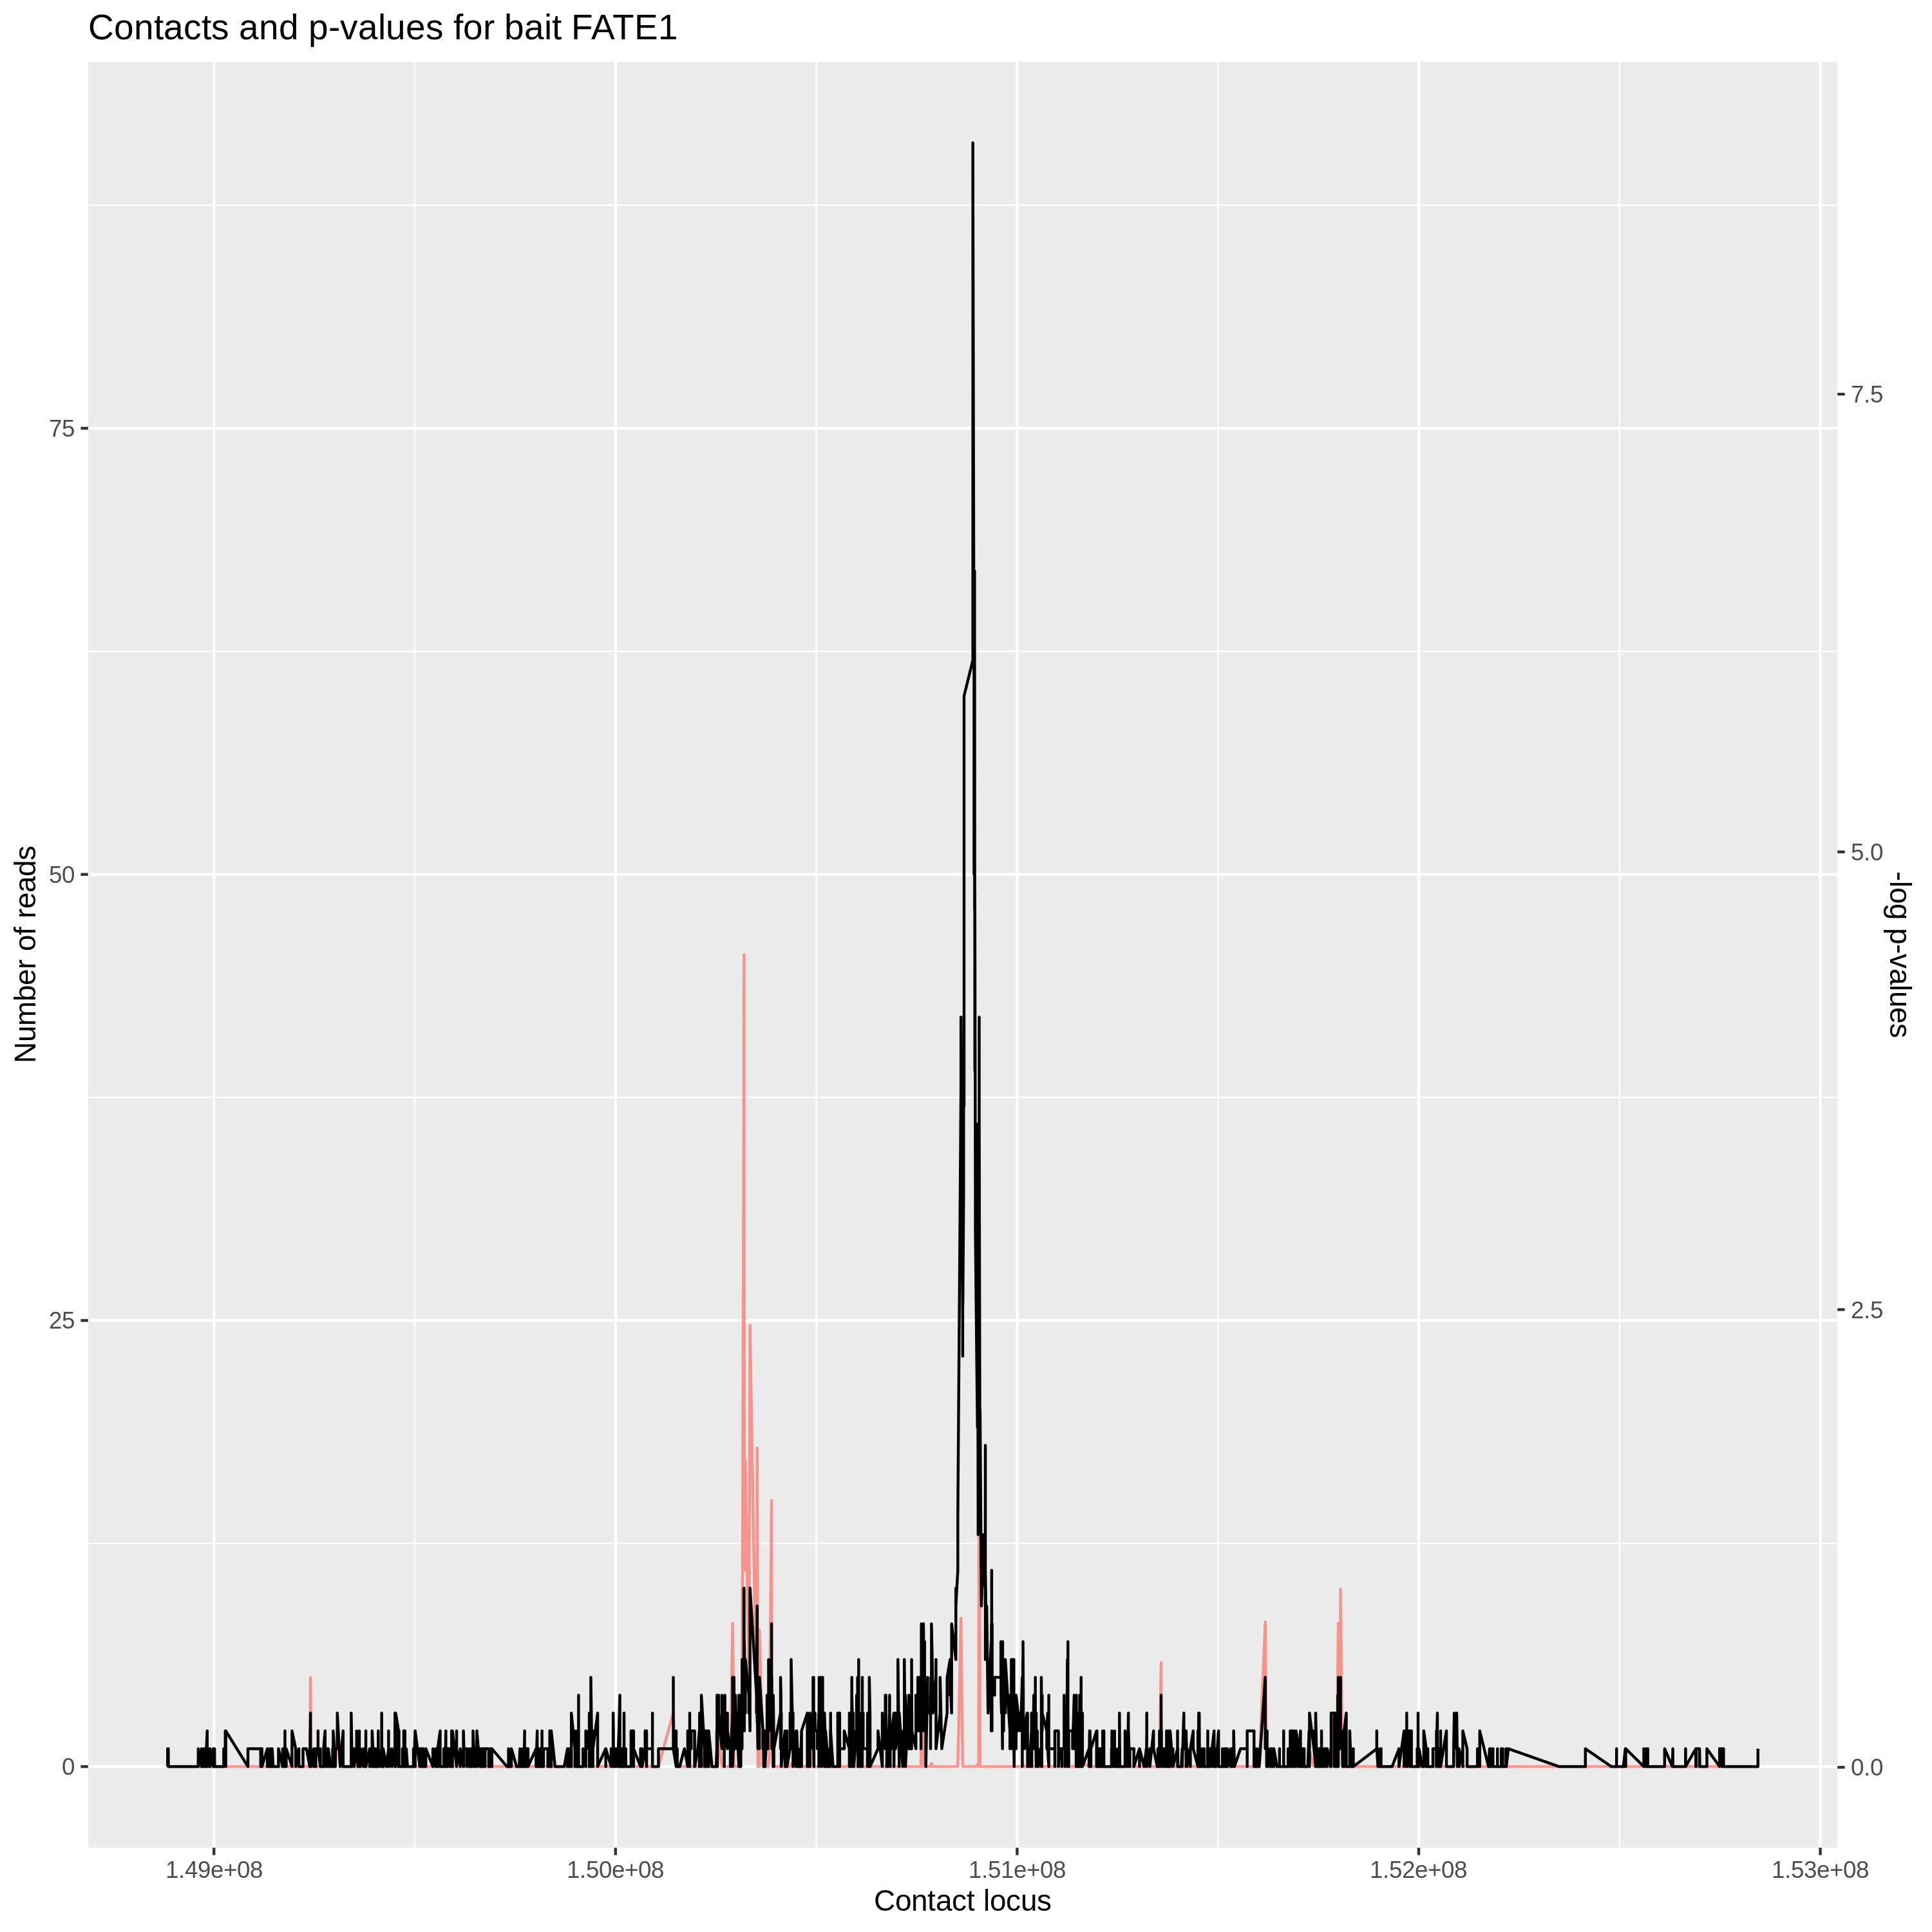 Contacts and p-values for bait FATE1
75
50
25
0
Number of reads
7.5
5.0
2.5
0.0
-log p-values
1.49e+08
1.50e+08
1.51e+08
1.52e+08
1.53e+08
Contact locus